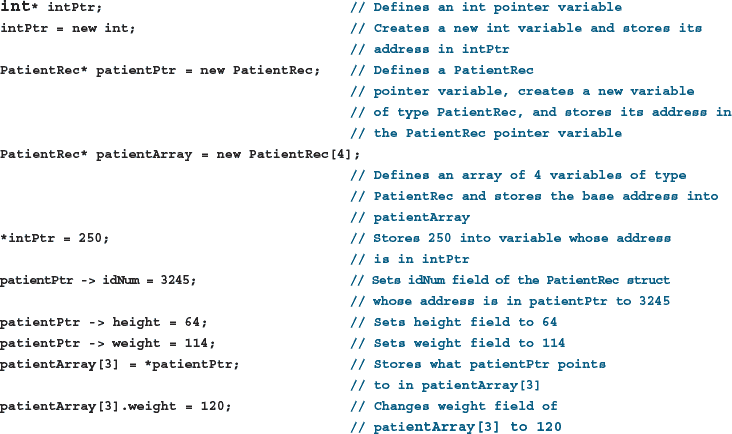 int* intPtr; // Defines an int pointer variable
intPtr = new int; // Creates a new int variable and stores its
// address in intPtr
PatientRec* patientPtr = new PatientRec; // Defines a PatientRec
// pointer variable, creates a new variable
// of type PatientRec, and stores its address in
// the PatientRec pointer variable
PatientRec* patientArray = new PatientRec[4];
// Defines an array of 4 variables of type
// PatientRec and stores the base address into
// patientArray
*intPtr = 250; // Stores 250 into variable whose address
// is in intPtr
patientPtr -> idNum = 3245; // Sets idNum field of the PatientRec struct
// whose address is in patientPtr to 3245
patientPtr -> height = 64; // Sets height field to 64
patientPtr -> weight = 114; // Sets weight field to 114
patientArray[3] = *patientPtr; // Stores what patientPtr points
// to in patientArray[3]
patientArray[3].weight = 120; // Changes weight field of
// patientArray[3] to 120